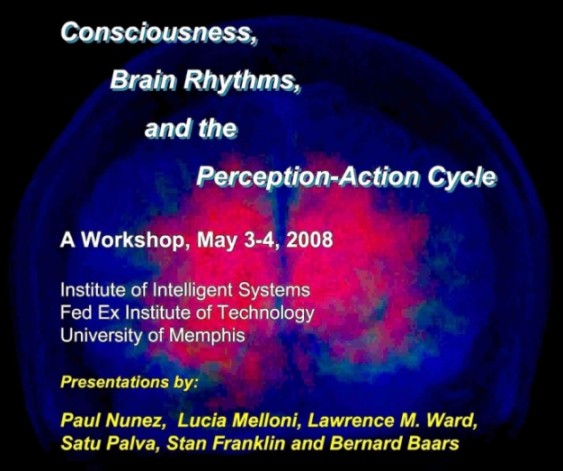 Consciousness,
Brain Rhythms,
and the
Perception-Action Cycle
A Workshop, May 3-4, 2008
Institute of Intelligent Systems
Fed Ex Institute of Technology
University of Memphis
Presentations by:
Paul Nunez,  Lucia Melloni, Lawrence M. Ward,
Satu Palva, Stan Franklin and Bernard Baars